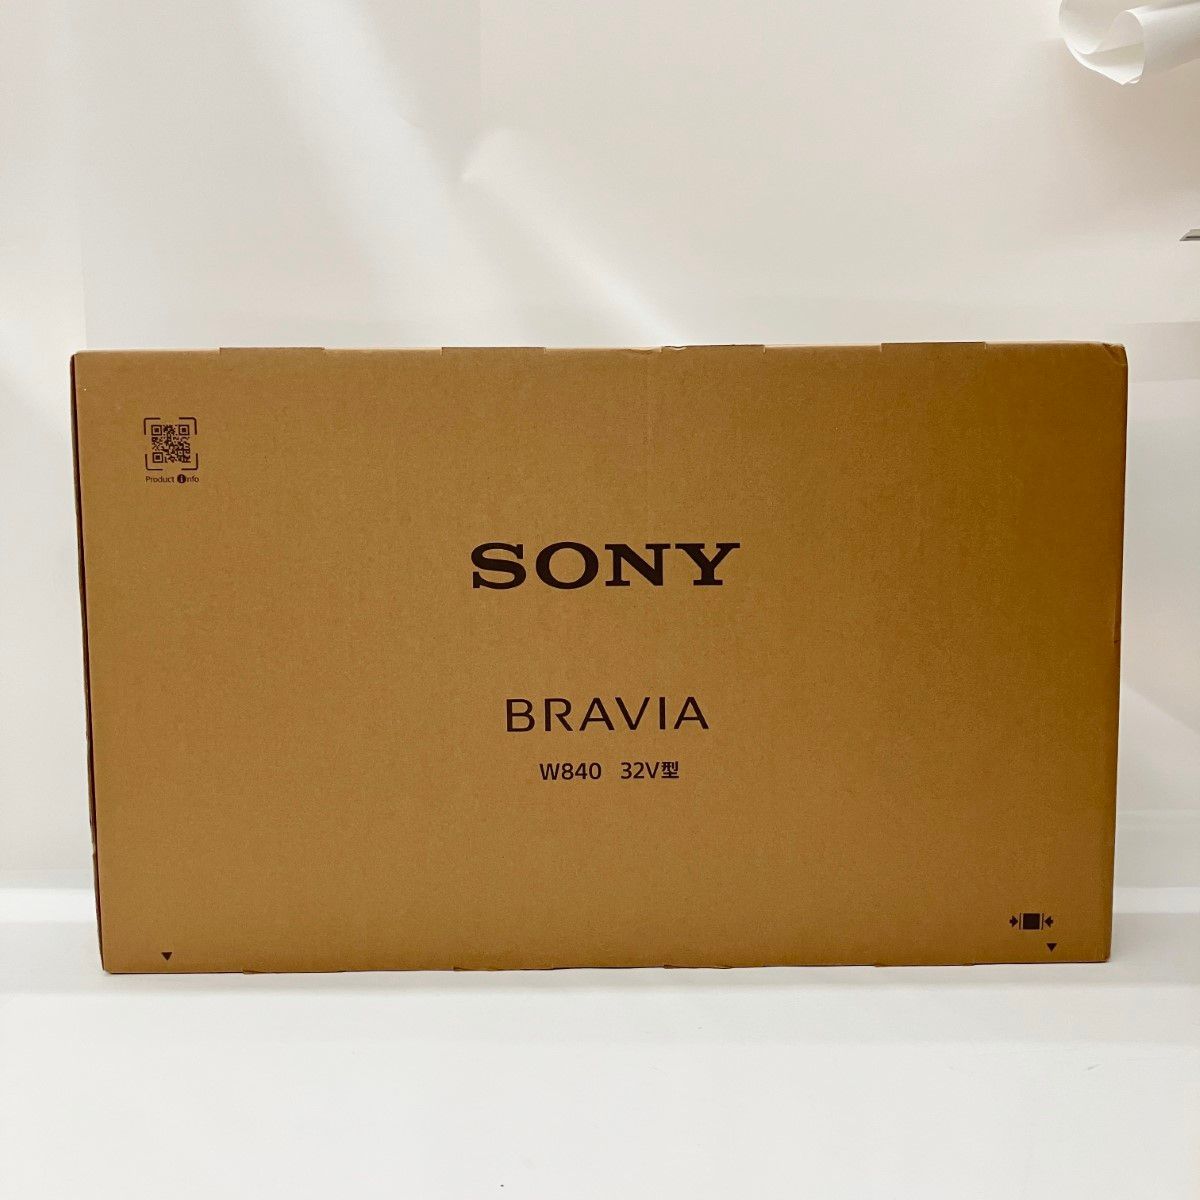 Product info
SONY
BRAVIA
W840 32V型